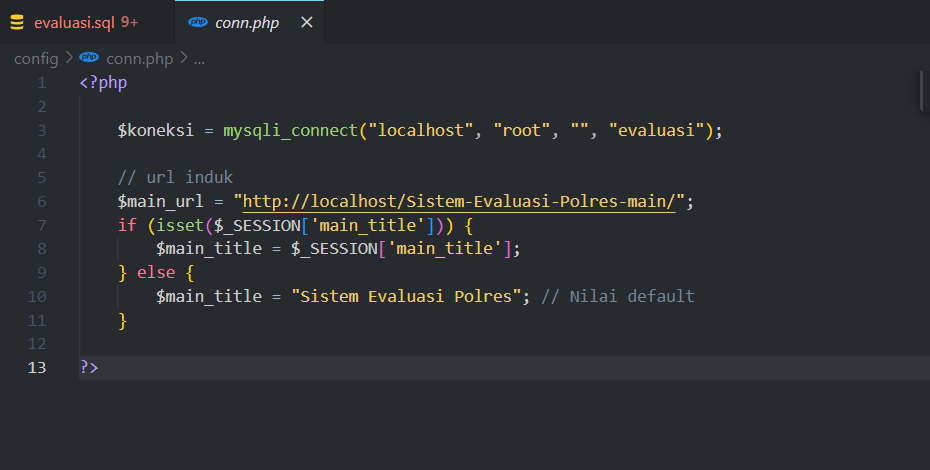 evaluasi.sql 9+
php conn.php ×
config > php conn.php > ...
1 <?php
2
3 $koneksi = mysqli_connect("localhost", "root", "", "evaluasi");
4
5 // url induk
6 $main_url = "http://localhost/Sistem-Evaluasi-Polres-main/";
7 if (isset($_SESSION['main_title'])) {
8 $main_title = $_SESSION['main_title'];
9 } else {
10 $main_title = "Sistem Evaluasi Polres"; // Nilai default
11 }
12
13 ?>